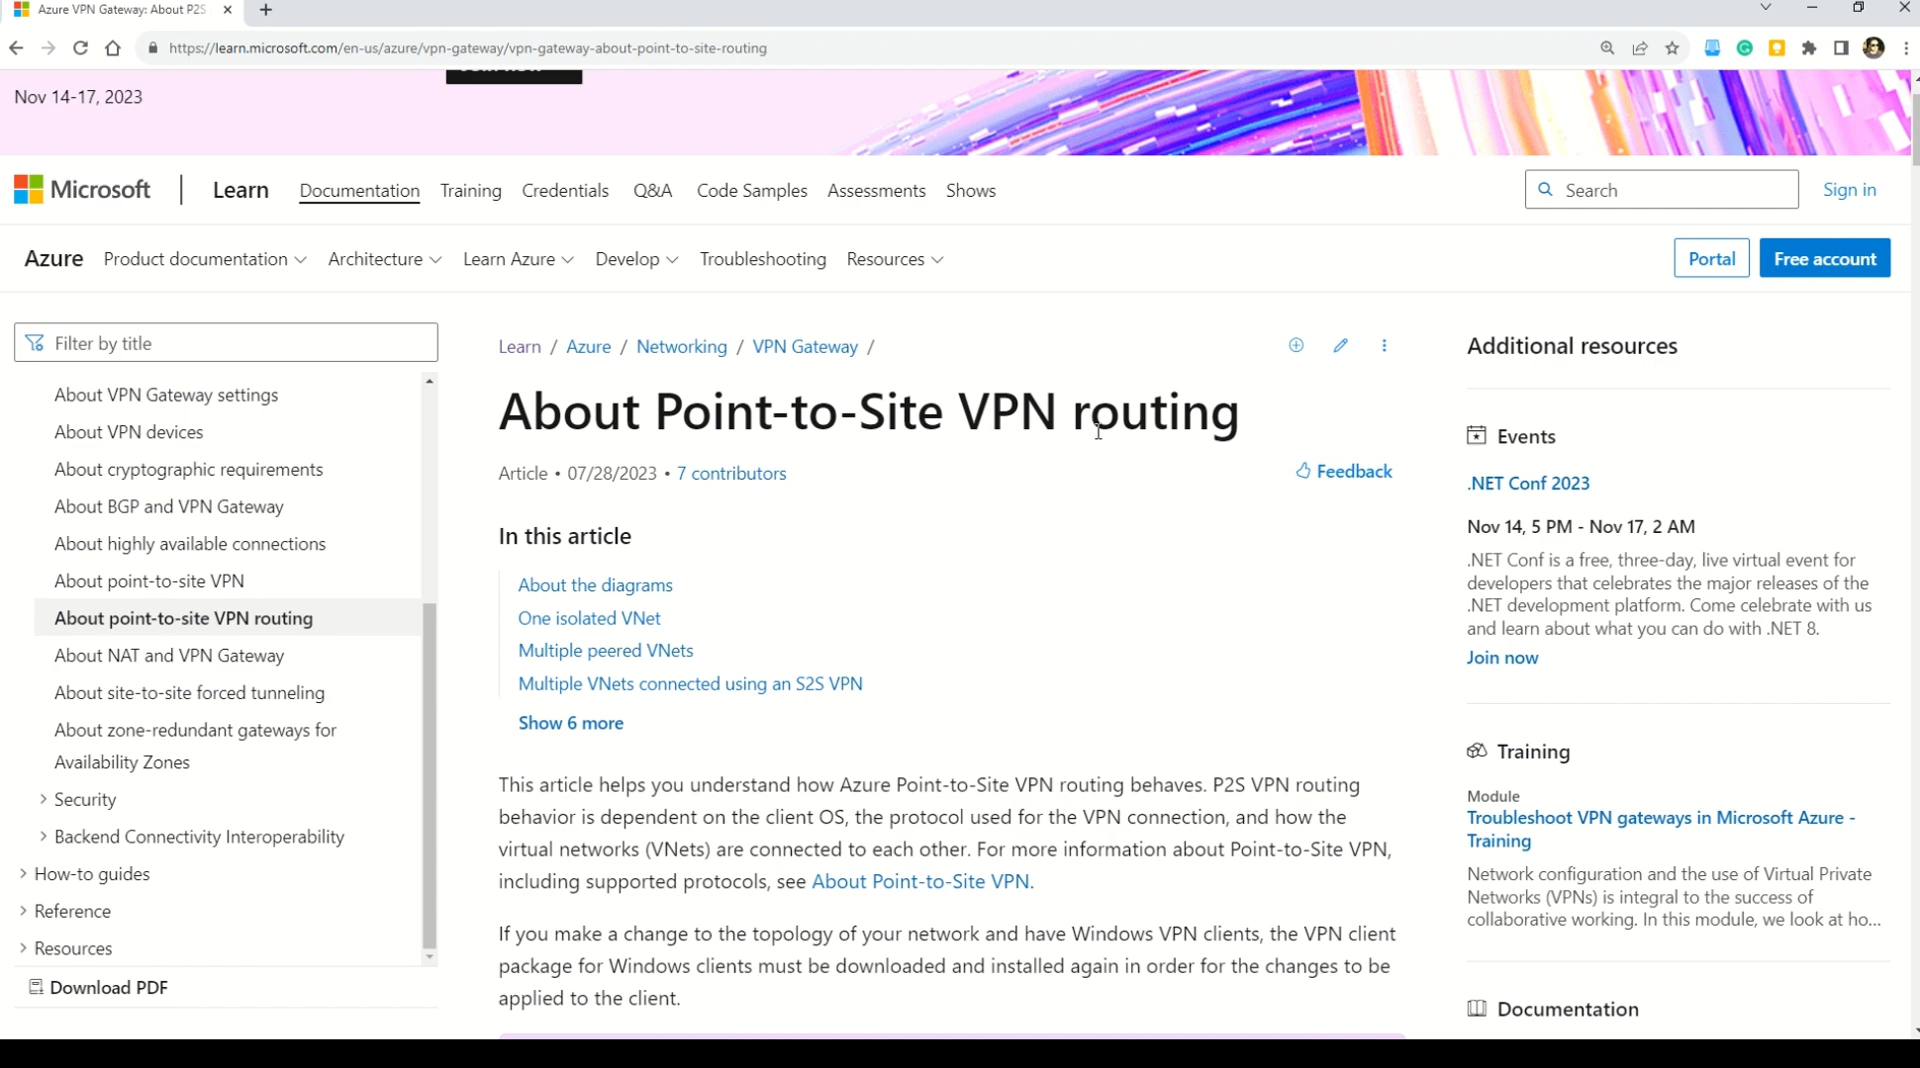 Azure VPN Gateway: About P2S
https://learn.microsoft.com/en-us/azure/vpn-gateway/vpn-gateway-about-point-to-site-routing
Nov 14-17, 2023
Microsoft
Learn
Documentation
Training
Credentials
Q&A
Code Samples
Assessments
Shows
Search
Sign in
Azure
Product documentation
Architecture
Learn Azure
Develop
Troubleshooting
Resources
Portal
Free account
Filter by title
About VPN Gateway settings
About VPN devices
About cryptographic requirements
About BGP and VPN Gateway
About highly available connections
About point-to-site VPN
About point-to-site VPN routing
About NAT and VPN Gateway
About site-to-site forced tunneling
About zone-redundant gateways for
Availability Zones
Security
Backend Connectivity Interoperability
How-to guides
Reference
Resources
Download PDF
Learn / Azure / Networking / VPN Gateway /
About Point-to-Site VPN routing
Article • 07/28/2023 • 7 contributors
Feedback
In this article
About the diagrams
One isolated VNet
Multiple peered VNets
Multiple VNets connected using an S2S VPN
Show 6 more
This article helps you understand how Azure Point-to-Site VPN routing behaves. P2S VPN routing
behavior is dependent on the client OS, the protocol used for the VPN connection, and how the
virtual networks (VNets) are connected to each other. For more information about Point-to-Site VPN,
including supported protocols, see About Point-to-Site VPN.
If you make a change to the topology of your network and have Windows VPN clients, the VPN client
package for Windows clients must be downloaded and installed again in order for the changes to be
applied to the client.
Additional resources
Events
.NET Conf 2023
Nov 14, 5 PM - Nov 17, 2 AM
.NET Conf is a free, three-day, live virtual event for
developers that celebrates the major releases of the
.NET development platform. Come celebrate with us
and learn about what you can do with .NET 8.
Join now
Training
Module
Troubleshoot VPN gateways in Microsoft Azure -
Training
Network configuration and the use of Virtual Private
Networks (VPNs) is integral to the success of
collaborative working. In this module, we look at ho...
Documentation